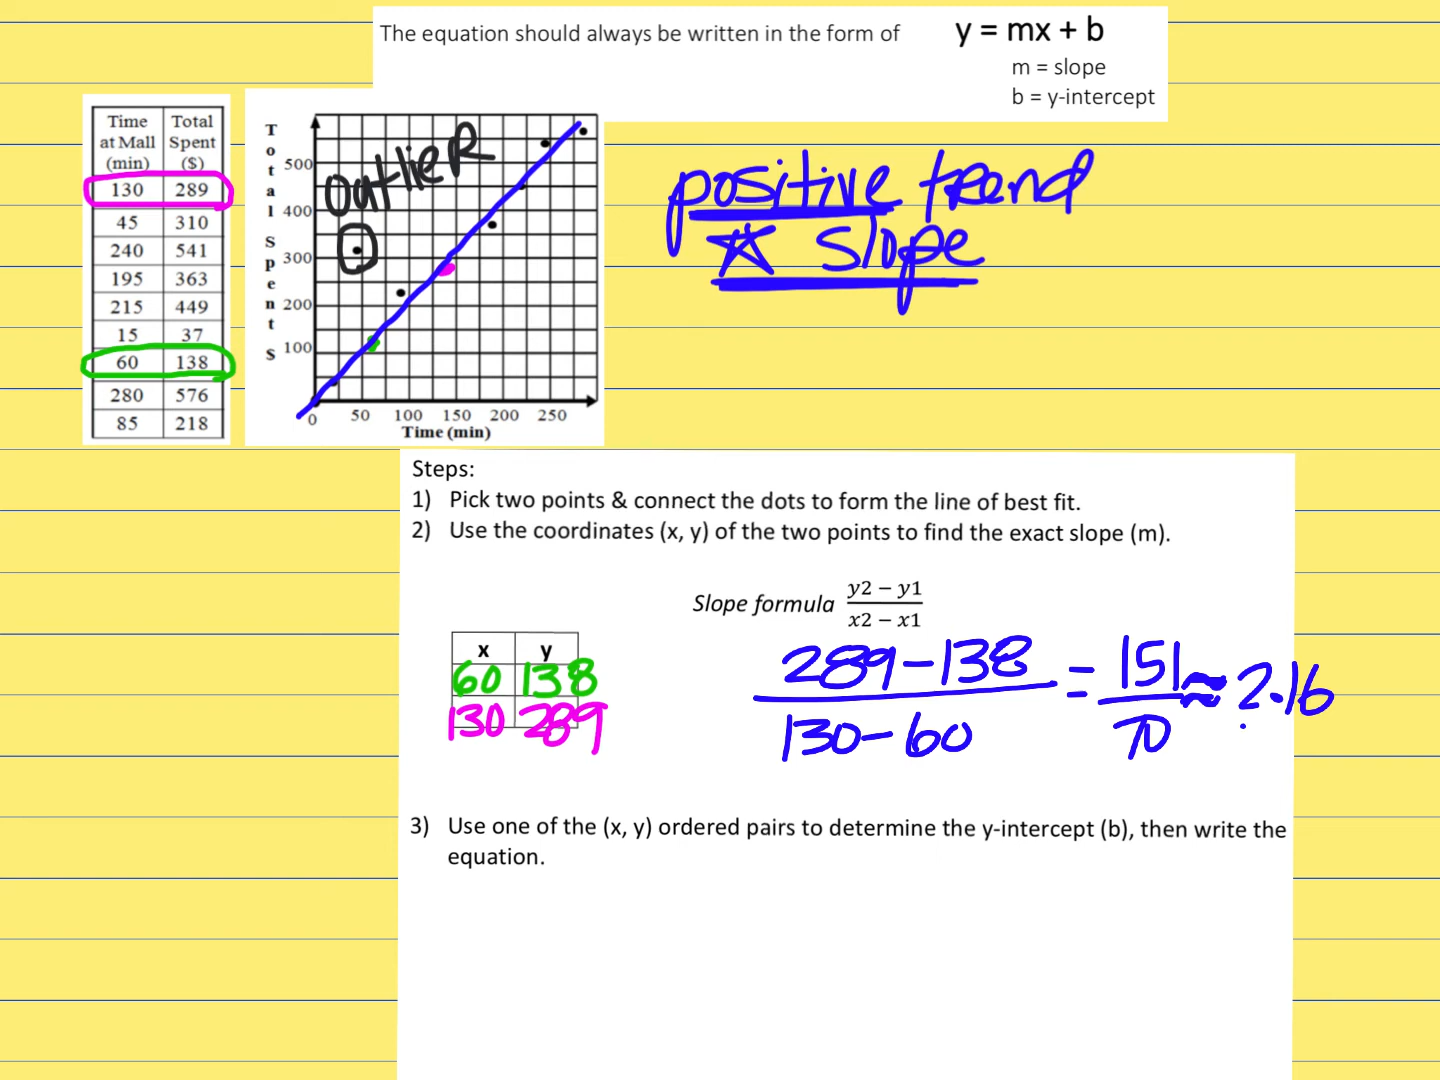 The equation should always be written in the form of y = mx + b
m = slope
b = y-intercept
Time at Mall (min) Total Spent ($)
130 289
45 310
240 541
195 363
215 449
15 37
60 138
280 576
85 218
Total Spent $
500
400
300
200
100
0 50 100 150 200 250
Time (min)
OutlieR
positive trend
slope
Steps:
1) Pick two points & connect the dots to form the line of best fit.
2) Use the coordinates (x, y) of the two points to find the exact slope (m).
Slope formula y2 − y1
x2 − x1
x y
60 138
130 289
289-138 = 151 ≈ 2.16
130-60 70
3) Use one of the (x, y) ordered pairs to determine the y-intercept (b), then write the
equation.